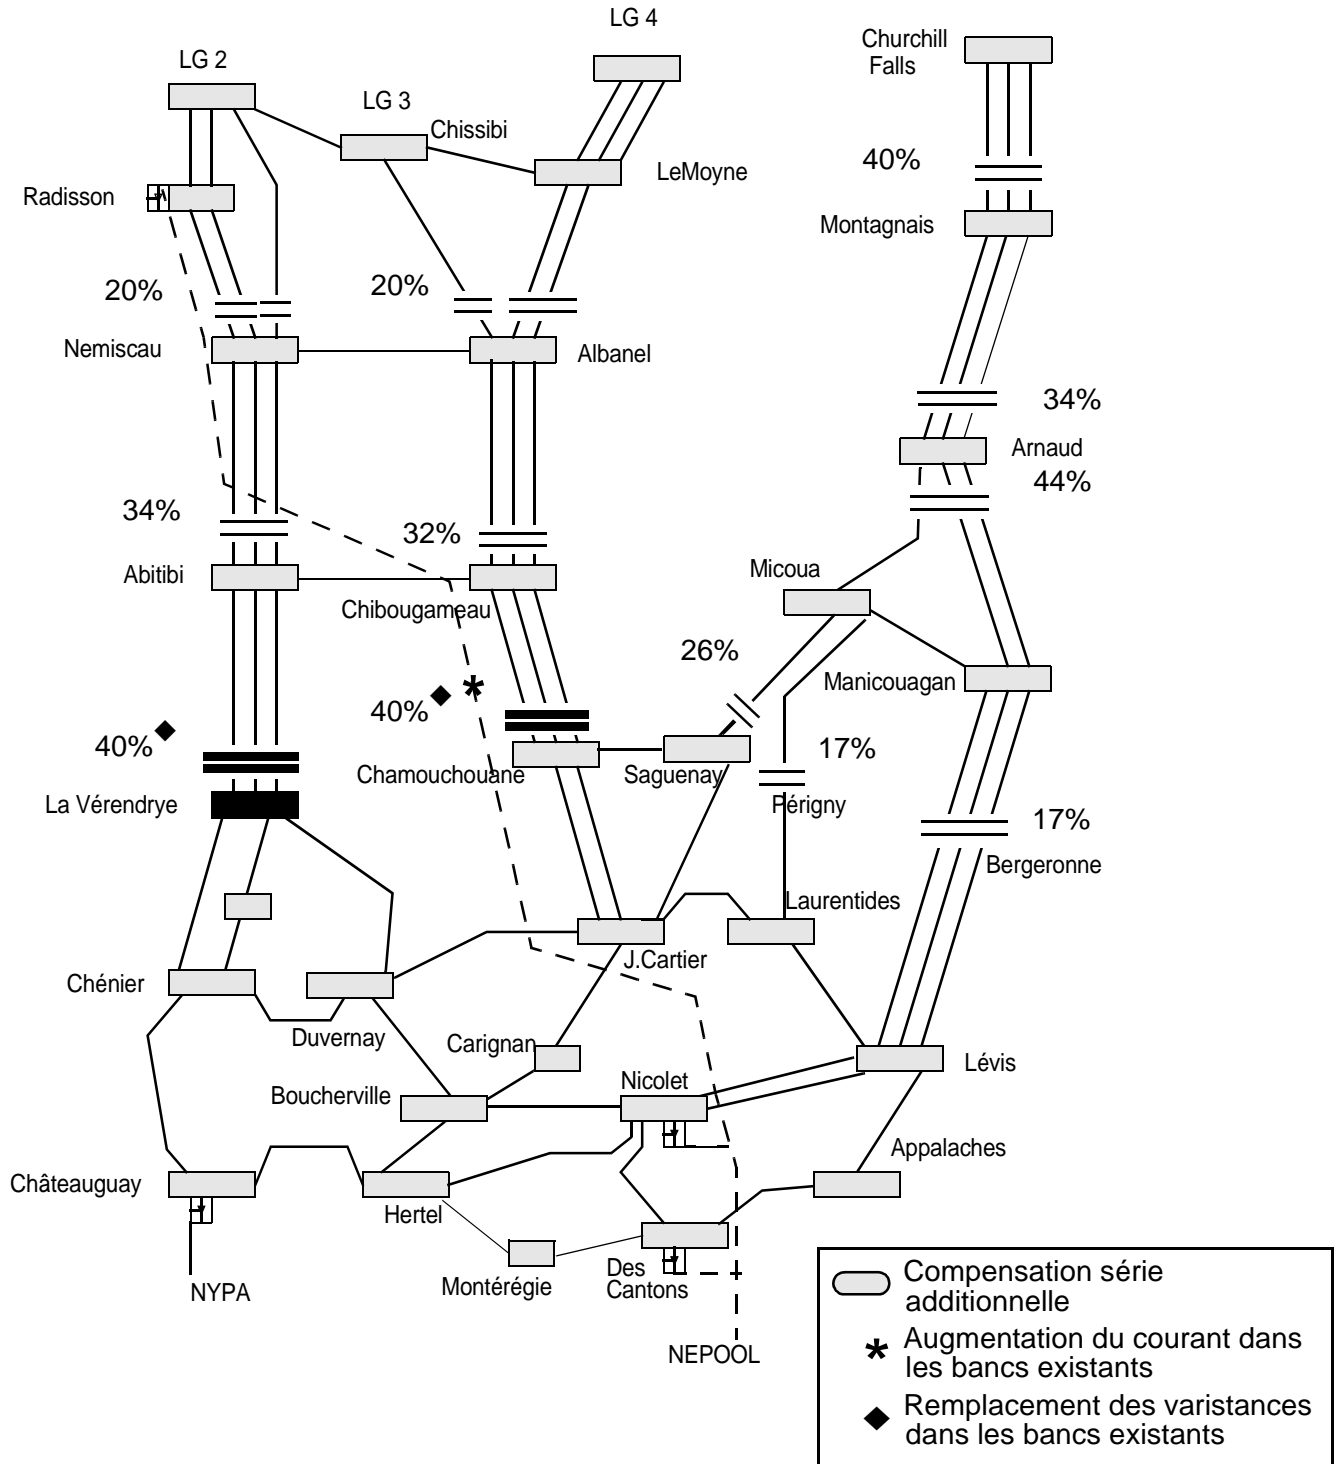 LG 4
Churchill
Falls
LG 2
LG 3
Chissibi
40%
LeMoyne
Radisson
Montagnais
20%
20%
Nemiscau
Albanel
34%
Arnaud
44%
34%
32%
Abitibi
Micoua
Chibougameau
26%
Manicouagan
40%
40%
17%
Chamouchouane
Saguenay
La Vérendrye
Périgny
17%
Bergeronne
Laurentides
J.Cartier
Chénier
Duvernay
Carignan
Lévis
Nicolet
Boucherville
Appalaches
Châteauguay
Hertel
Des
Cantons
Montérégie
NYPA
NEPOOL
Compensation série
additionnelle
* Augmentation du courant dans
les bancs existants
◆ Remplacement des varistances
dans les bancs existants